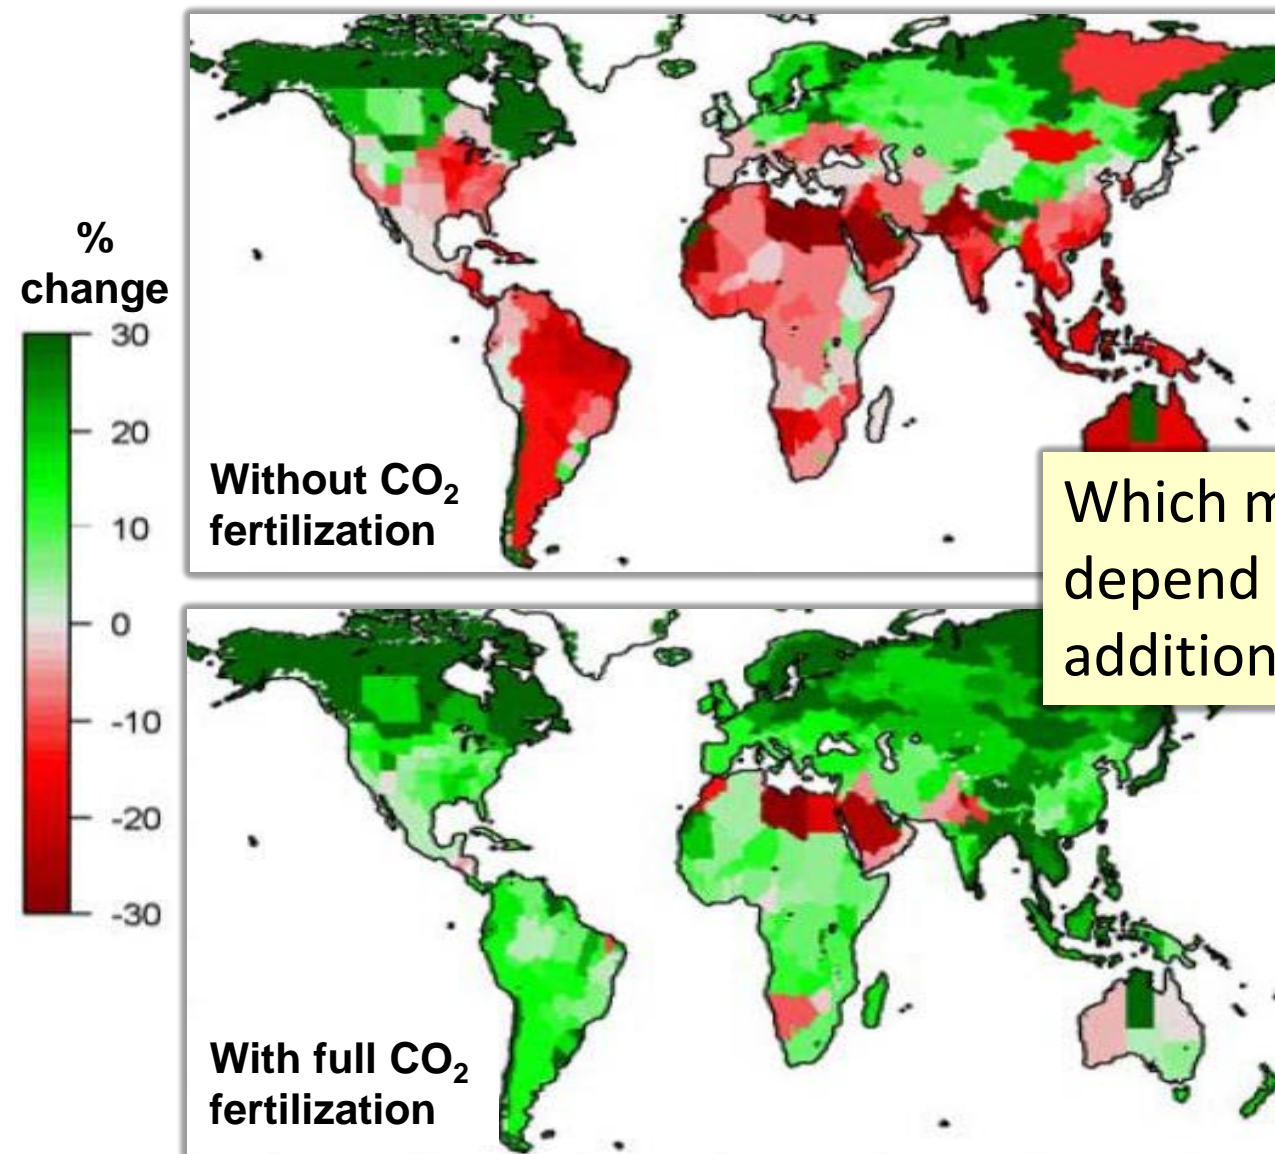 %
change
30
20
10
0
-10
-20
-30
Without CO₂
fertilization
Which m
depend
addition
With full CO₂
fertilization